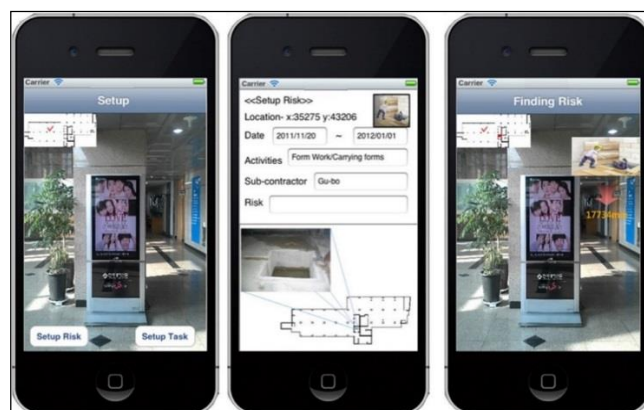 Carrier
Setup
Setup Risk
Setup Task
Carrier
<<Setup Risk>>
Location- x:35275 y:43206
Date 2011/11/20 ~ 2012/01/01
Activities Form Work/Carrying forms
Sub-contractor Gu-bo
Risk
Carrier
Finding Risk